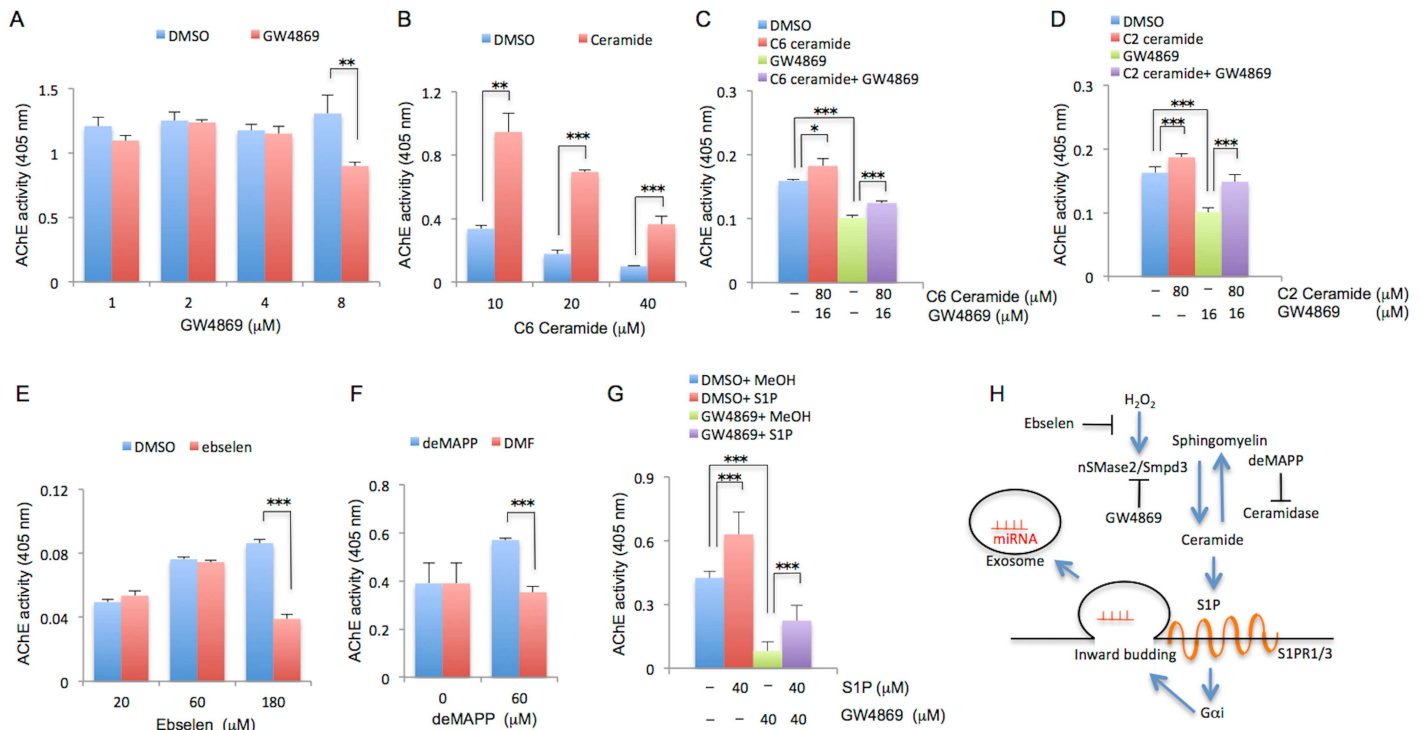 A
DMSO GW4869
AChE activity (405 nm)
1.5
1
0.5
0
**
1 2 4 8
GW4869 (μM)
B
DMSO Ceramide
AChE activity (405 nm)
1.2
0.8
0.4
0
**
***
***
10 20 40
C6 Ceramide (μM)
C
DMSO
C6 ceramide
GW4869
C6 ceramide+ GW4869
AChE activity (405 nm)
0.3
0.2
0.1
0
***
*
***
– 80 – 80 C6 Ceramide (μM)
– 16 – 16 GW4869 (μM)
D
DMSO
C2 ceramide
GW4869
C2 ceramide+ GW4869
AChE activity (405 nm)
0.3
0.2
0.1
0
***
***
***
– 80 – 80 C2 Ceramide (μM)
– – 16 16 GW4869 (μM)
E
DMSO ebselen
AChE activity (405 nm)
0.12
0.08
0.04
0
***
20 60 180
Ebselen (μM)
F
deMAPP DMF
AChE activity (405 nm)
0.8
0.6
0.4
0.2
0.0
***
0 60
deMAPP (μM)
G
DMSO+ MeOH
DMSO+ S1P
GW4869+ MeOH
GW4869+ S1P
AChE activity (405 nm)
0.9
0.6
0.3
0
***
***
***
– 40 – 40 S1P (μM)
– – 40 40 GW4869 (μM)
H
H2O2
Ebselen
Sphingomyelin
nSMase2/Smpd3
deMAPP
GW4869
Ceramidase
miRNA
Ceramide
Exosome
S1P
Inward budding
S1PR1/3
Gαi